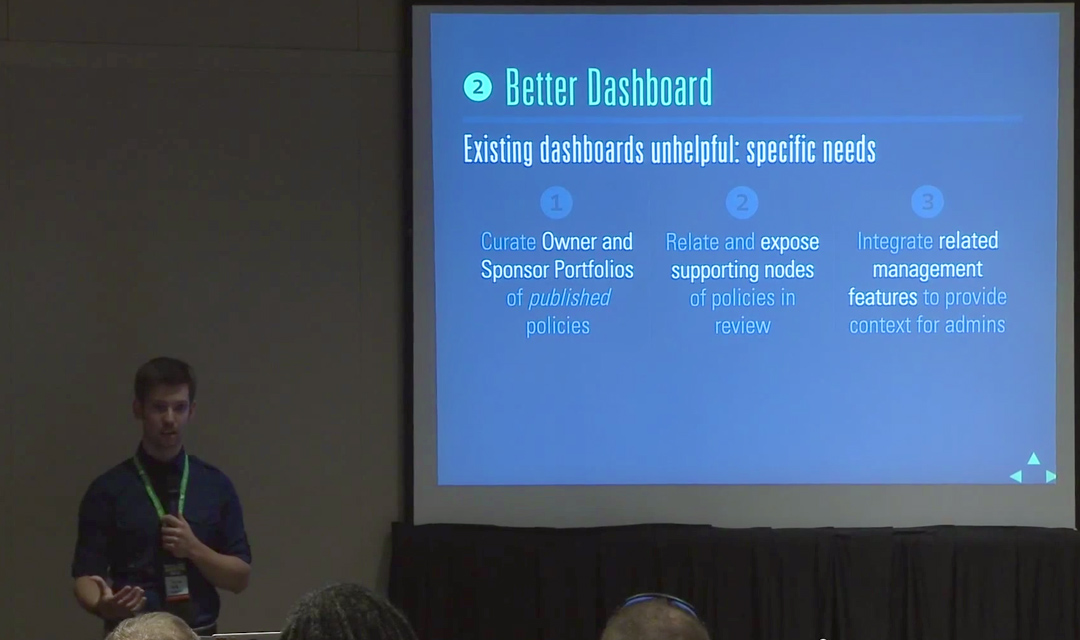 2 Better Dashboard
Existing dashboards unhelpful: specific needs
1
Curate Owner and
Sponsor Portfolios
of published
policies
2
Relate and expose
supporting nodes
of policies in
review
3
Integrate related
management
features to provide
context for admins